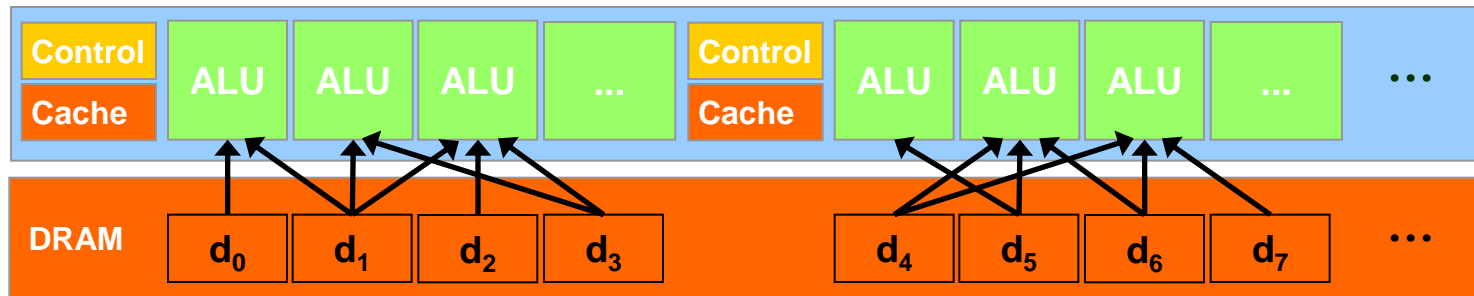 Control ALU ALU ALU ... Control ALU ALU ALU ... ...
Cache Cache
DRAM d0 d1 d2 d3 d4 d5 d6 d7 ...